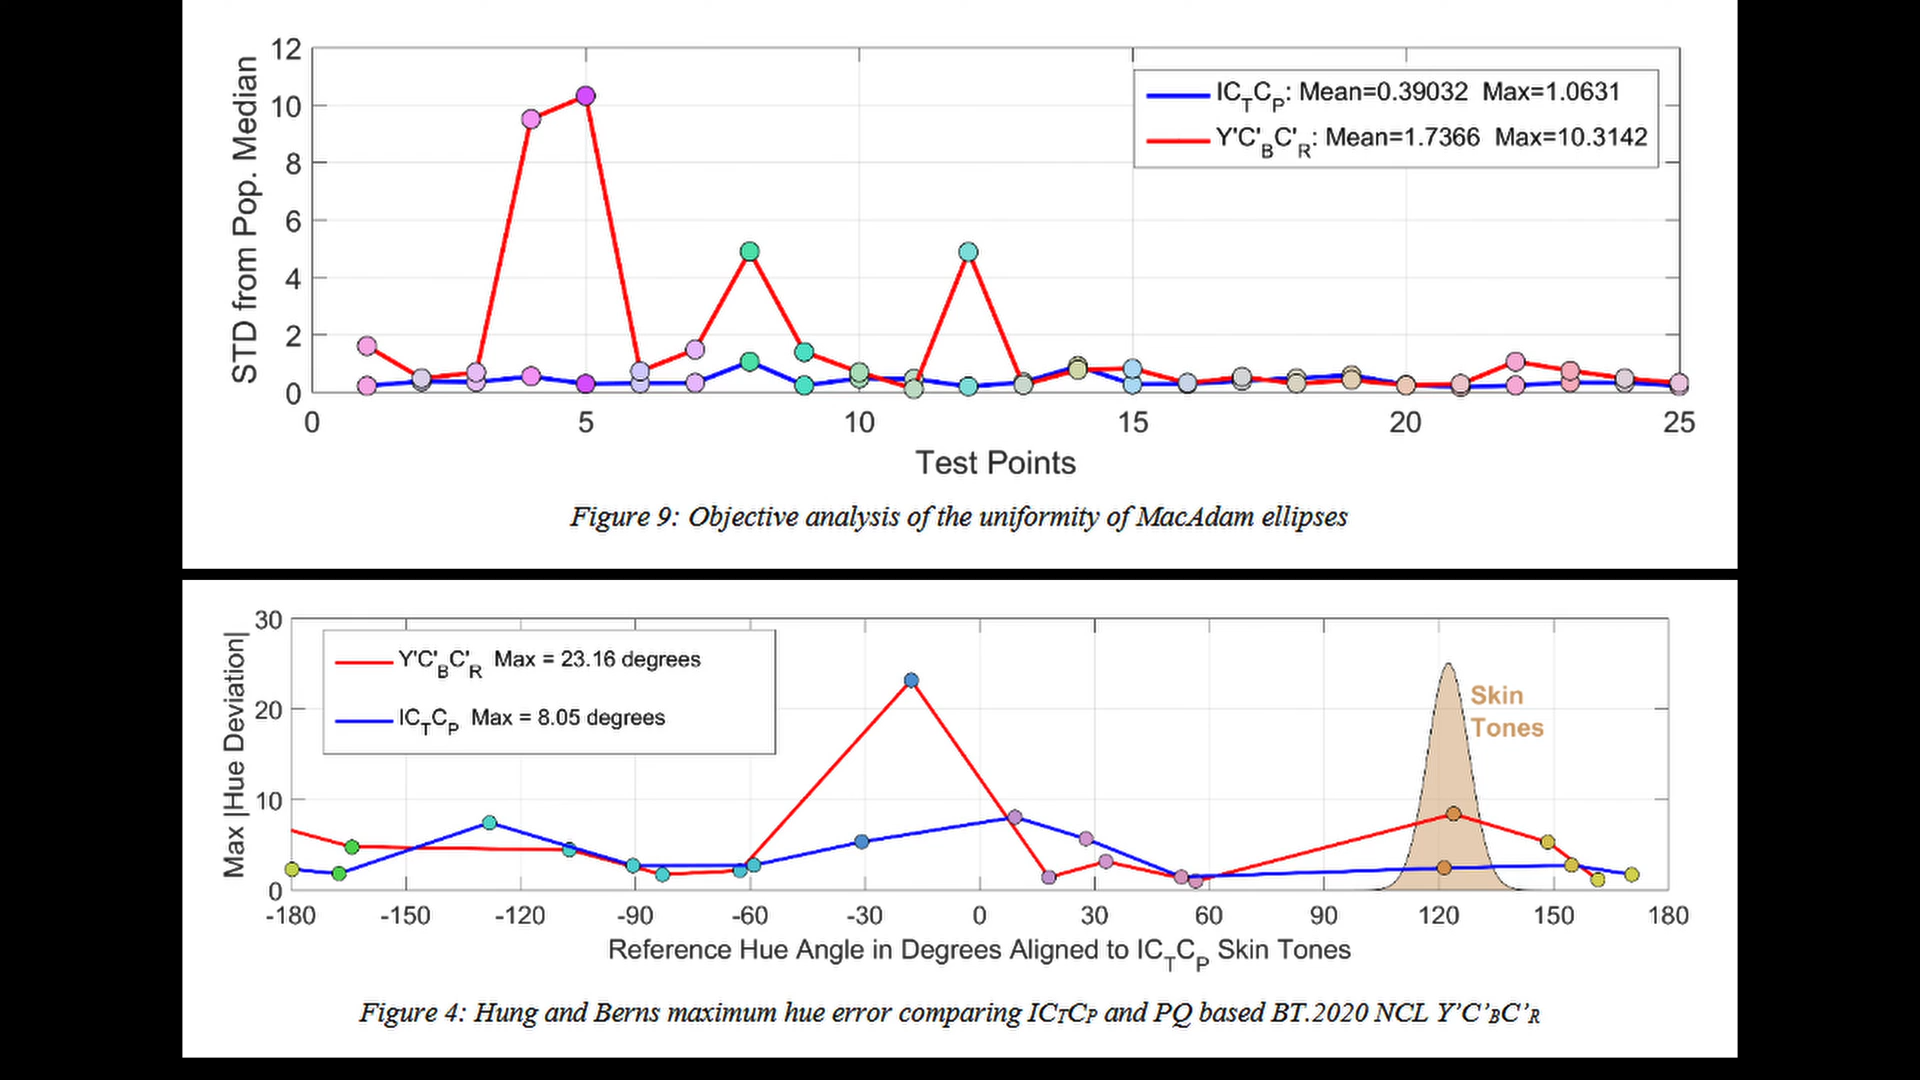 12
10
8
6
4
2
0
STD from Pop. Median
ICTCP: Mean=0.39032 Max=1.0631
Y'C'BC'R: Mean=1.7366 Max=10.3142
0 5 10 15 20 25
Test Points
Figure 9: Objective analysis of the uniformity of MacAdam ellipses
30
20
10
0
Max |Hue Deviation|
Y'C'BC'R Max = 23.16 degrees
ICTCP Max = 8.05 degrees
Skin
Tones
-180 -150 -120 -90 -60 -30 0 30 60 90 120 150 180
Reference Hue Angle in Degrees Aligned to ICTCP Skin Tones
Figure 4: Hung and Berns maximum hue error comparing ICTCP and PQ based BT.2020 NCL Y’C’BC’R